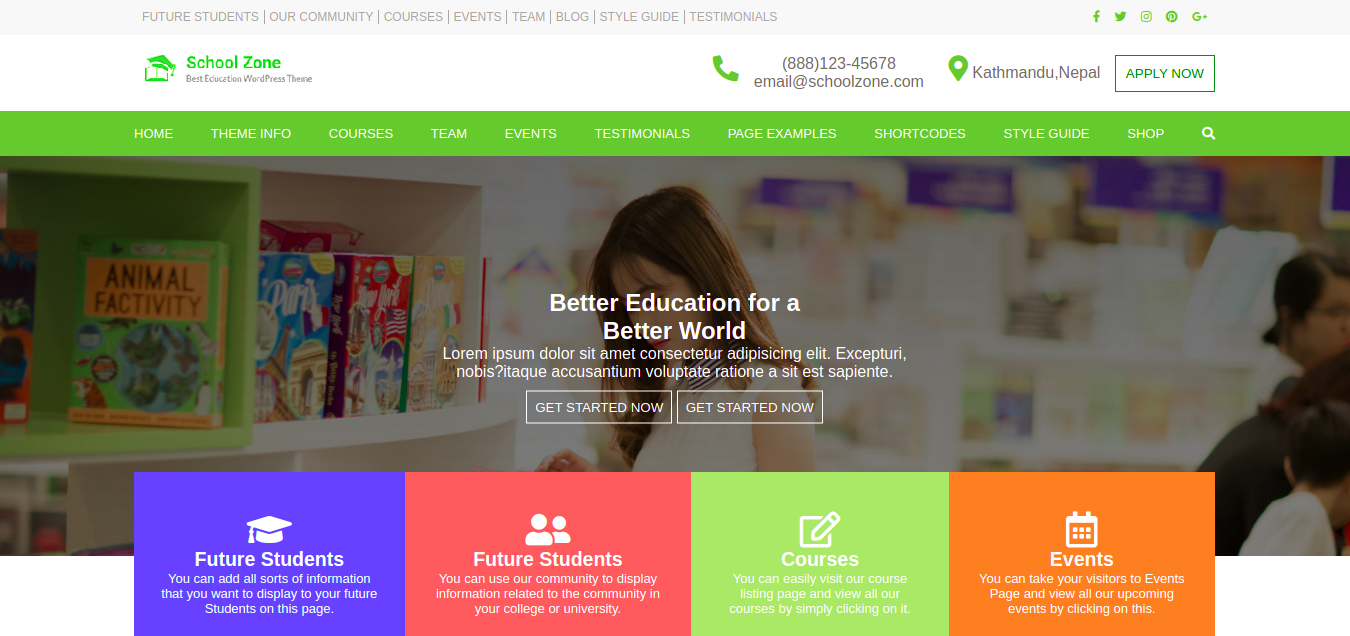 FUTURE STUDENTS | OUR COMMUNITY | COURSES | EVENTS | TEAM | BLOG | STYLE GUIDE | TESTIMONIALS
School Zone
Best Education WordPress Theme
(888)123-45678
email@schoolzone.com
Kathmandu,Nepal
APPLY NOW
HOME THEME INFO COURSES TEAM EVENTS TESTIMONIALS PAGE EXAMPLES SHORTCODES STYLE GUIDE SHOP
ANIMAL
FACTIVITY
Paris
New York
Better Education for a
Better World
Lorem ipsum dolor sit amet consectetur adipisicing elit. Excepturi,
nobis?itaque accusantium voluptate ratione a sit est sapiente.
GET STARTED NOW GET STARTED NOW
Future Students
You can add all sorts of information
that you want to display to your future
Students on this page.
Future Students
You can use our community to display
information related to the community in
your college or university.
Courses
You can easily visit our course
listing page and view all our
courses by simply clicking on it.
Events
You can take your visitors to Events
Page and view all our upcoming
events by clicking on this.